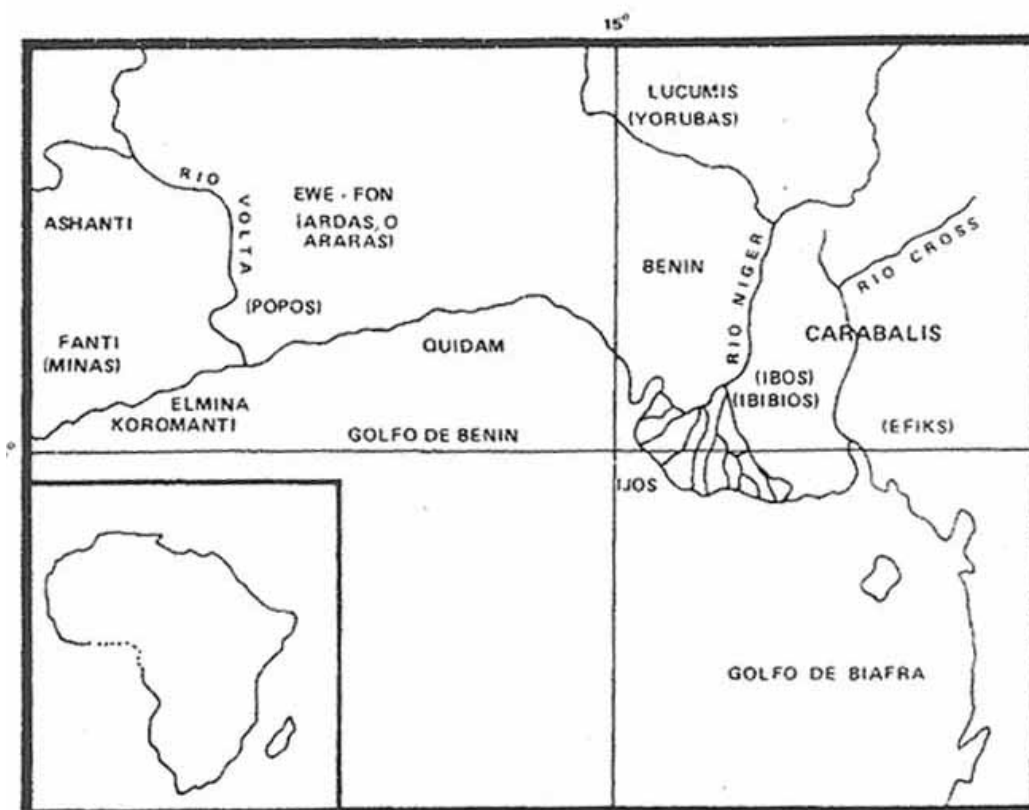 15°
LUCUMIS
(YORUBAS)
RIO VOLTA
EWE - FON
(ARDAS, O
ARARAS)
ASHANTI
BENIN
RIO NIGER
RIO CROSS
(POPOS)
FANTI
(MINAS)
QUIDAM
CARABALIS
(IBOS)
(IBIBIOS)
ELMINA
KOROMANTI
GOLFO DE BENIN
(EFIKS)
IJOS
GOLFO DE BIAFRA